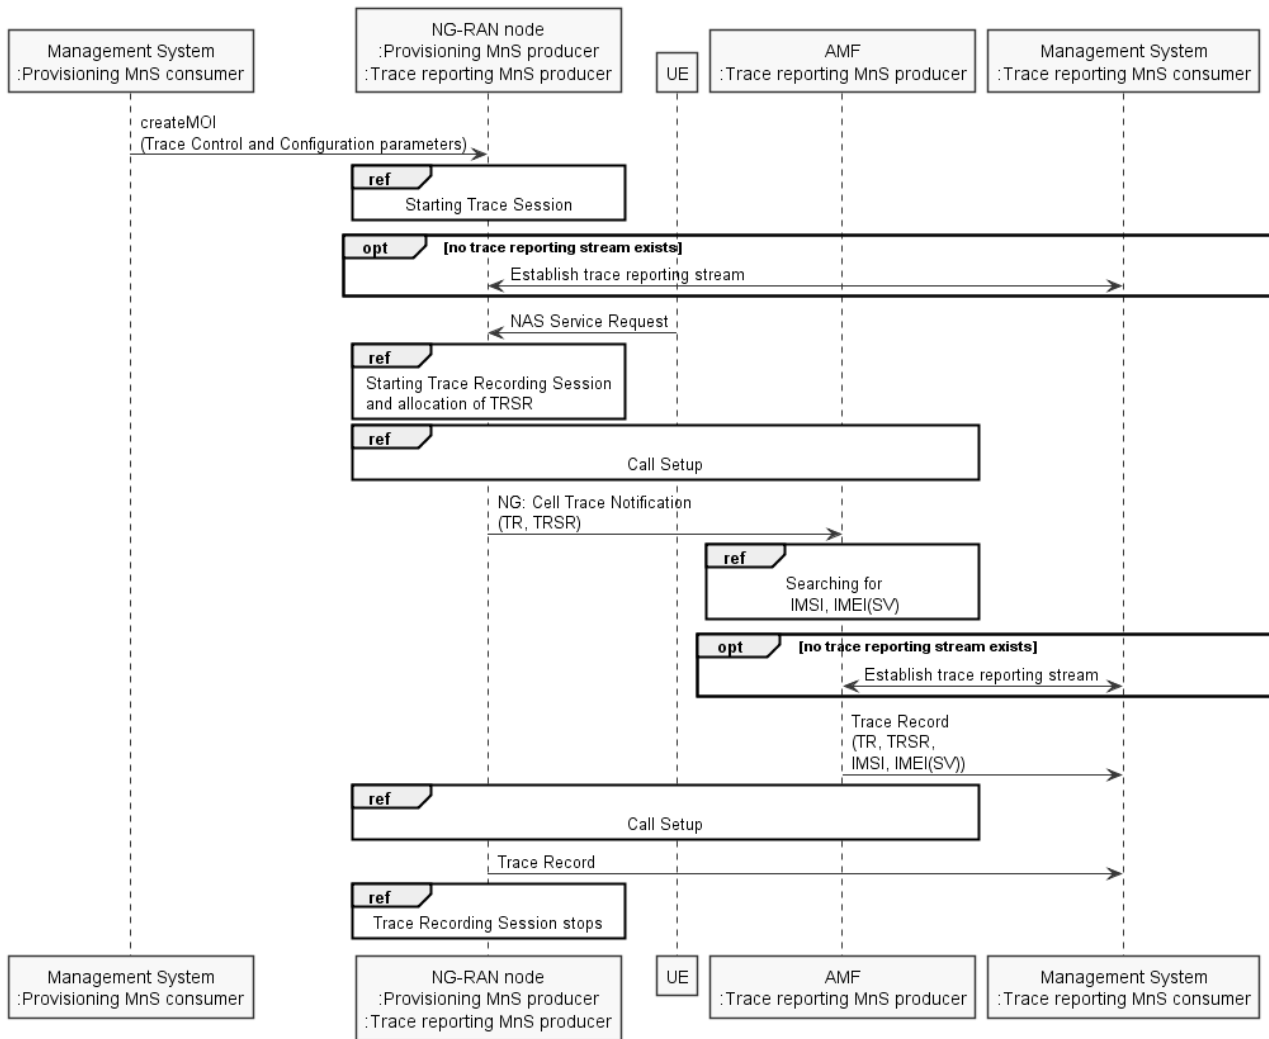 Management System
:Provisioning MnS consumer
NG-RAN node
:Provisioning MnS producer
:Trace reporting MnS producer
UE
AMF
:Trace reporting MnS producer
Management System
:Trace reporting MnS consumer
createMOI
(Trace Control and Configuration parameters)
ref
Starting Trace Session
opt [no trace reporting stream exists]
Establish trace reporting stream
NAS Service Request
ref
Starting Trace Recording Session
and allocation of TRSR
ref
Call Setup
NG: Cell Trace Notification
(TR, TRSR)
ref
Searching for
IMSI, IMEI(SV)
opt [no trace reporting stream exists]
Establish trace reporting stream
Trace Record
(TR, TRSR,
IMSI, IMEI(SV))
ref
Call Setup
Trace Record
ref
Trace Recording Session stops
Management System
:Provisioning MnS consumer
NG-RAN node
:Provisioning MnS producer
:Trace reporting MnS producer
UE
AMF
:Trace reporting MnS producer
Management System
:Trace reporting MnS consumer